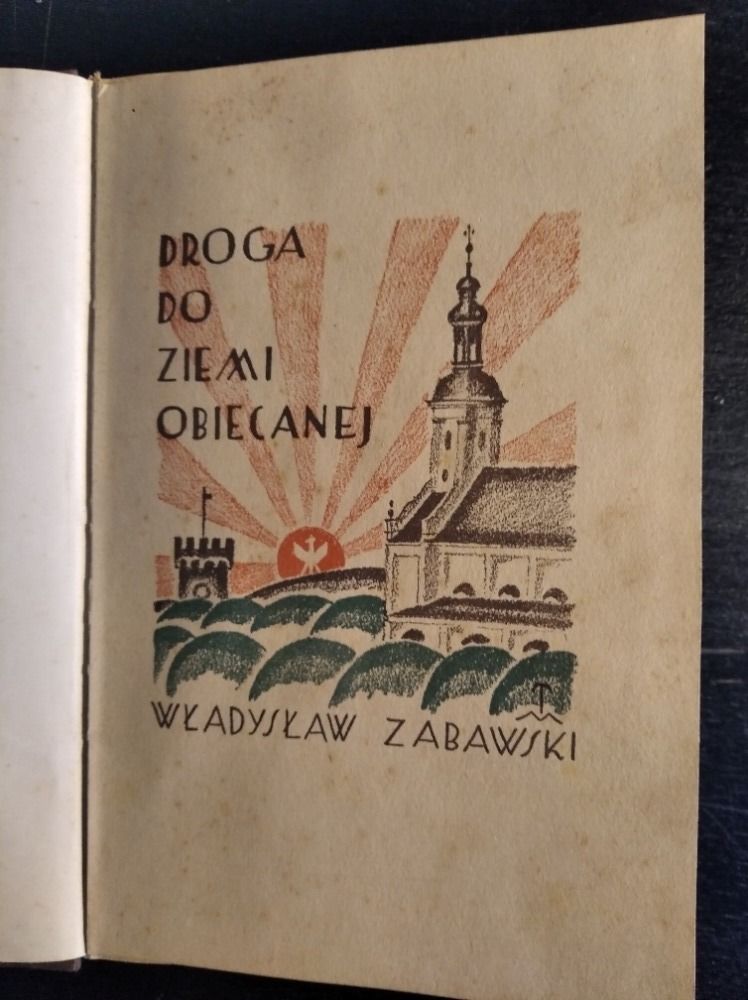 DROGA
DO
ZIEMI
OBIECANEJ
WŁADYSŁAW ZABAWSKI